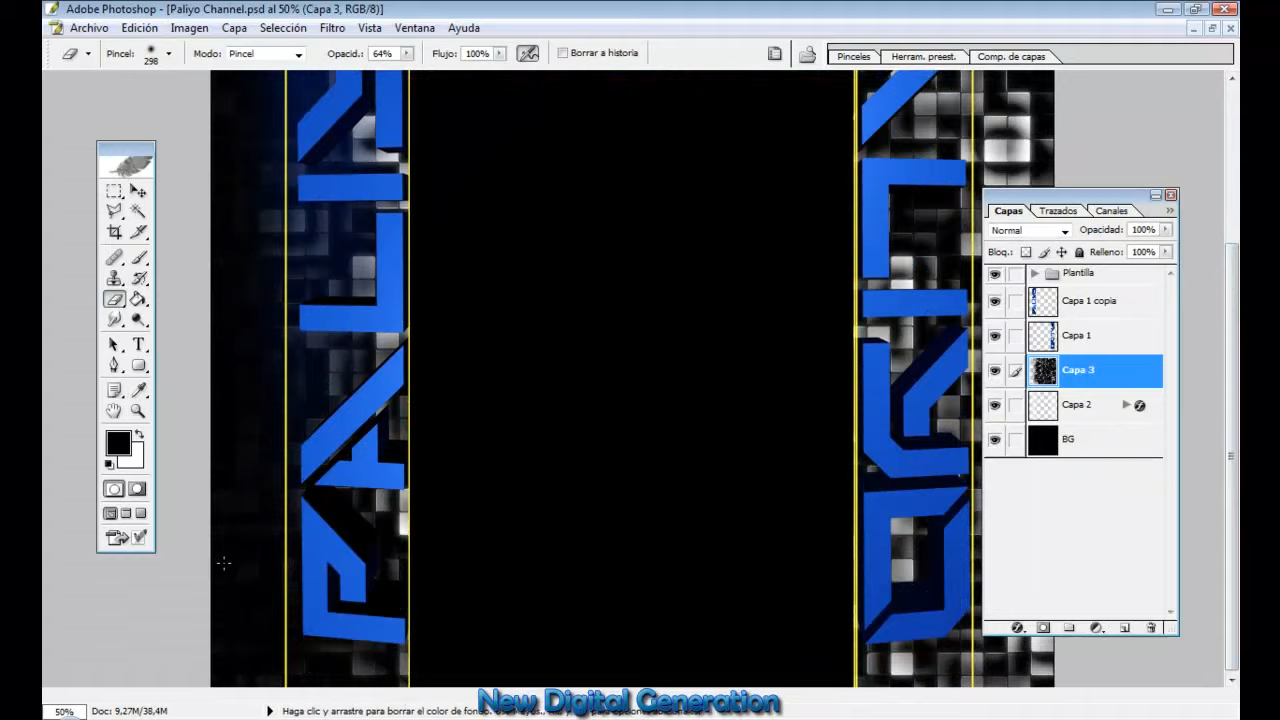 Adobe Photoshop - [Paliyo Channel.psd al 50% (Capa 3, RGB/8)]
Archivo Edición Imagen Capa Selección Filtro Vista Ventana Ayuda
Pincel: 298 Modo: Pincel Opacid.: 64% Flujo: 100% Borrar a historia Pinceles Herram. preest. Comp. de capas
Capas Trazados Canales
Normal Opacidad: 100%
Bloq.: Relleno: 100%
Plantilla
Capa 1 copia
Capa 1
Capa 3
Capa 2
BG
New Digital Generation
50% Doc: 9,27M/38,4M Haga clic y arrastre para borrar el color de fondo.